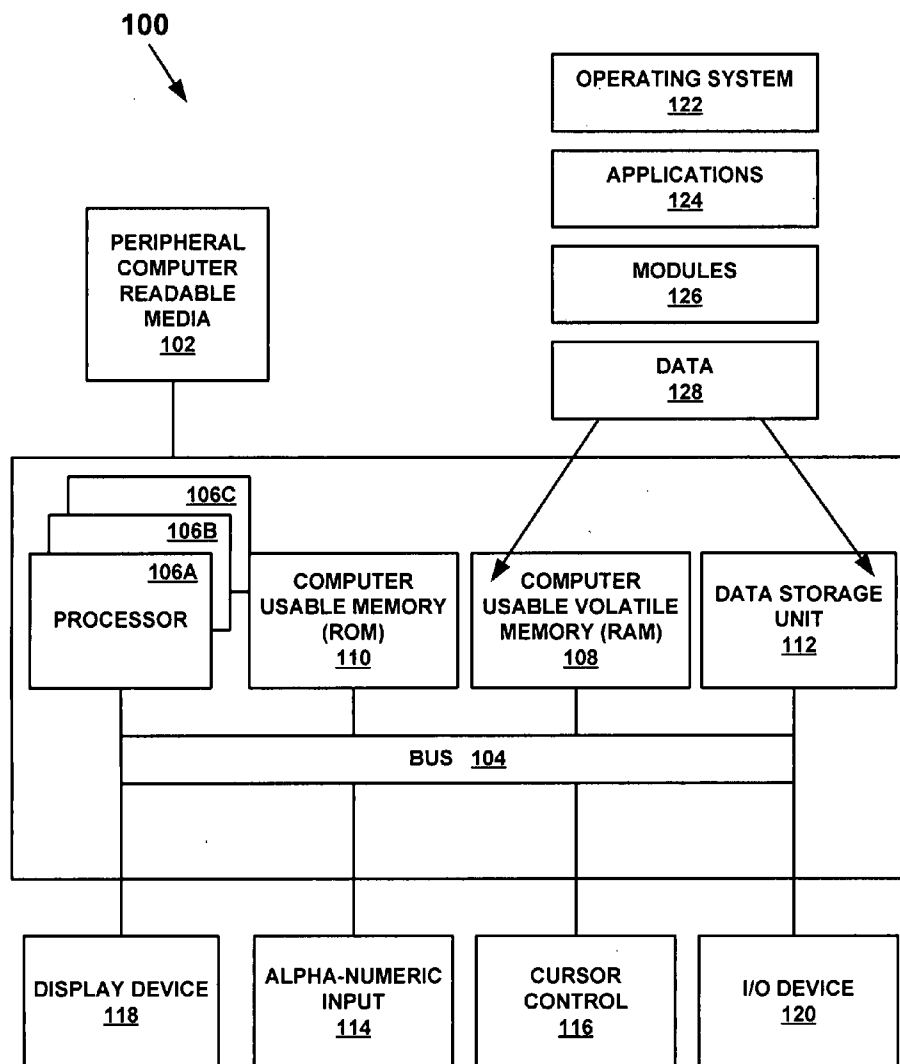 100
OPERATING SYSTEM
122
APPLICATIONS
124
MODULES
126
DATA
128
PERIPHERAL
COMPUTER
READABLE
MEDIA
102
106C
106B
106A
PROCESSOR
COMPUTER
USABLE MEMORY
(ROM)
110
COMPUTER
USABLE VOLATILE
MEMORY (RAM)
108
DATA STORAGE
UNIT
112
BUS 104
DISPLAY DEVICE
118
ALPHA-NUMERIC
INPUT
114
CURSOR
CONTROL
116
I/O DEVICE
120